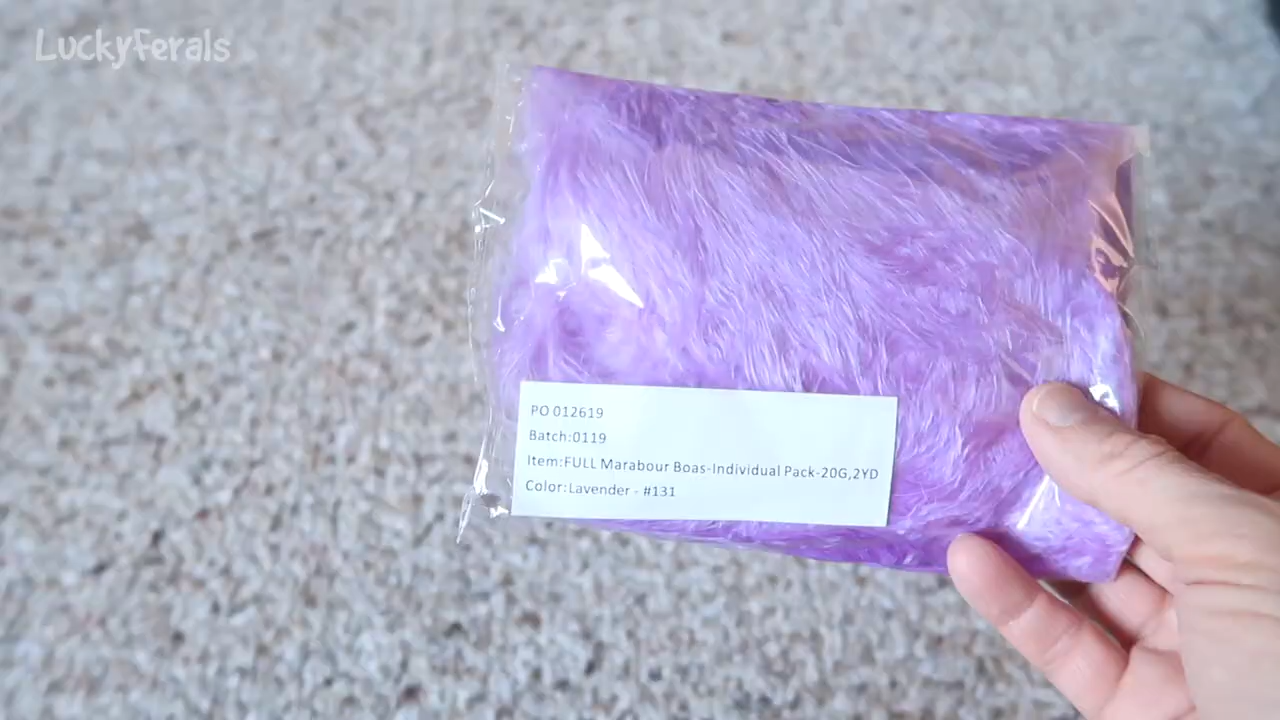 LuckyFerals
PO 012619
Batch:0119
Item:FULL Marabour Boas-Individual Pack-20G,2YD
Color:Lavender - #131